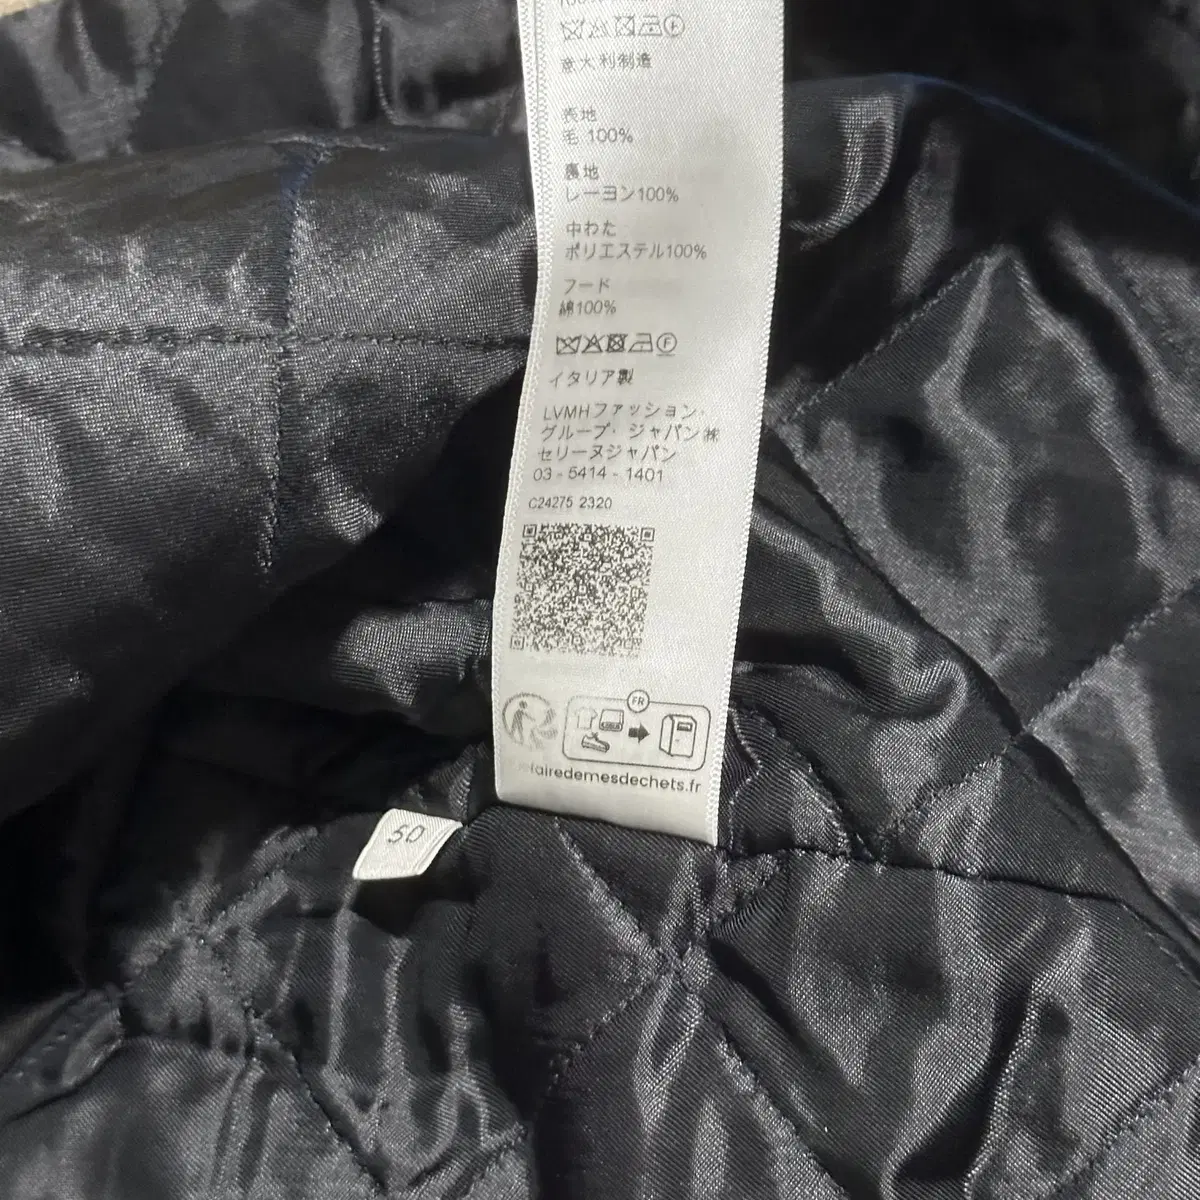 意大利制造
表地
毛 100%
裏地
レーヨン100%
中わた
ポリエステル100%
フード
綿100%
F
イタリア製
LVMHファッション・
グループ・ジャパン㈱
セリーヌジャパン
03 - 5414 - 1401
C24275 2320
FR
fairedemesdechets.fr
50